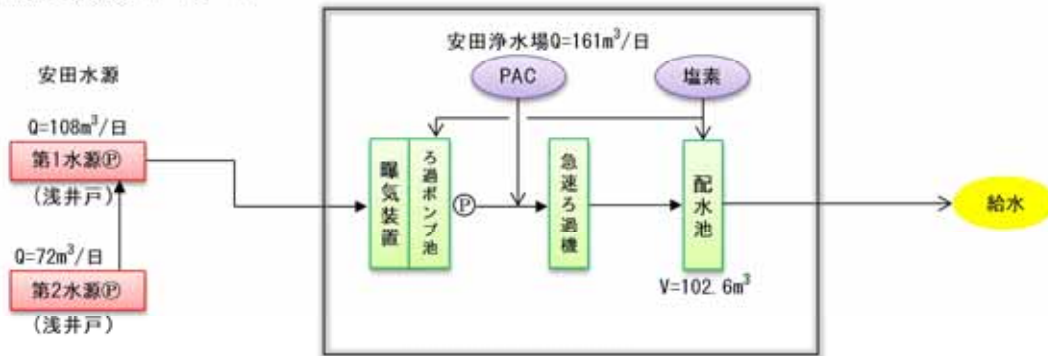 安田水源
Q=108m³/日
第1水源Ⓟ
(浅井戸)
Q=72m³/日
第2水源Ⓟ
(浅井戸)
安田浄水場Q=161m³/日
PAC
塩素
曝気装置
ろ過ポンプ池
Ⓟ
急速ろ過機
配水池
V=102.6m³
給水